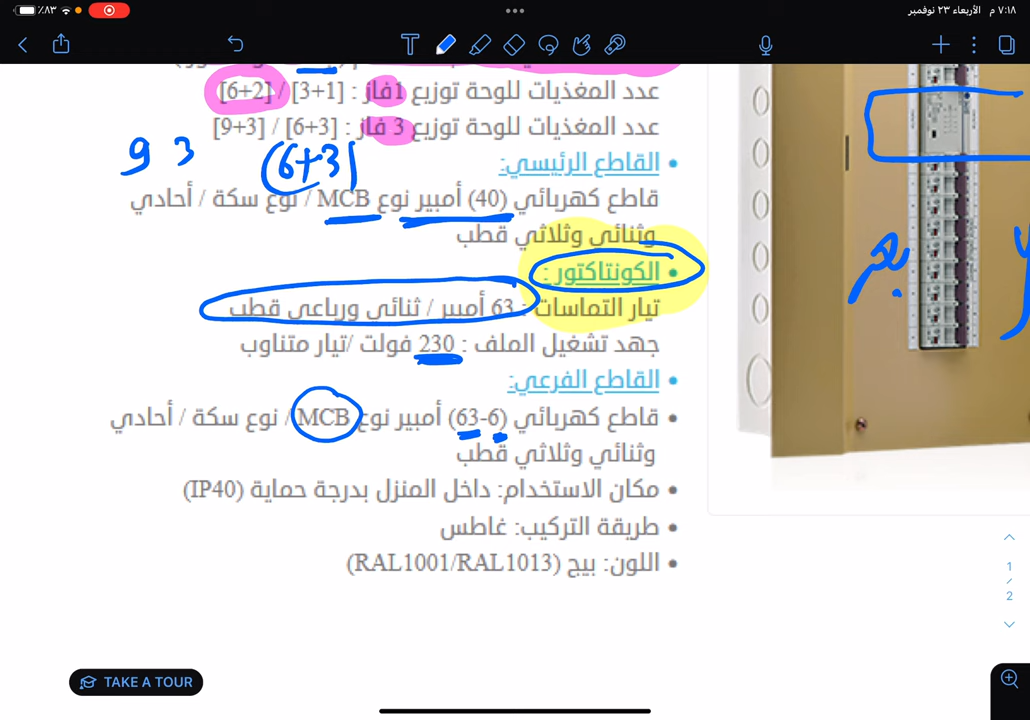 ٧:١٨ م الأربعاء ٢٣ نوفمبر
٨٣٪
T
عدد المغذيات للوحة توزيع 1فاز : [3+1] / [6+2]
عدد المغذيات للوحة توزيع 3 فاز : [6+3] / [9+3]
9 3 (6+3)
القاطع الرئيسي:
قاطع كهربائي (40) أمبير نوع MCB / نوع سكة / أحادي
وثنائي وثلاثي قطب
الكونتاكتور :
تيار التماسات : 63 أمبير / ثنائي ورباعي قطب
جهد تشغيل الملف : 230 فولت /تيار متناوب
القاطع الفرعي:
قاطع كهربائي (6-63) أمبير نوع MCB / نوع سكة / أحادي
وثنائي وثلاثي قطب
مكان الاستخدام: داخل المنزل بدرجة حماية (IP40)
طريقة التركيب: غاطس
اللون: بيج (RAL1001/RAL1013)
1
/
2
TAKE A TOUR